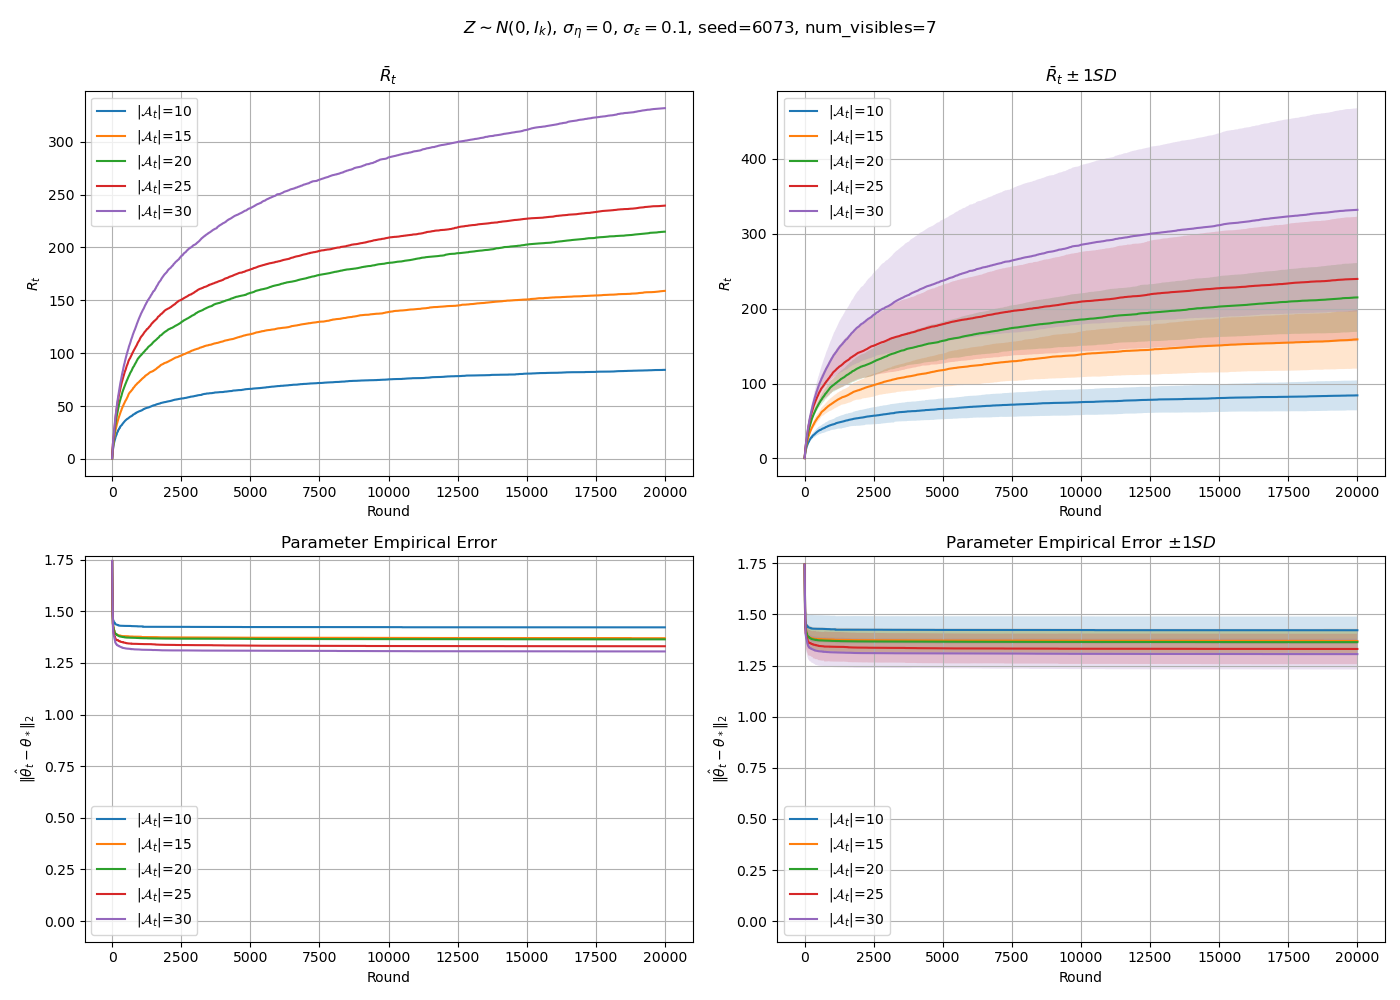 Z ∼ N(0, I_k), σ_η = 0, σ_ε = 0.1, seed=6073, num_visibles=7
R̄_t
R_t
300
250
200
150
100
50
0
|𝒜_t|=10
|𝒜_t|=15
|𝒜_t|=20
|𝒜_t|=25
|𝒜_t|=30
0 2500 5000 7500 10000 12500 15000 17500 20000
Round
R̄_t ± 1SD
R_t
400
300
200
100
0
|𝒜_t|=10
|𝒜_t|=15
|𝒜_t|=20
|𝒜_t|=25
|𝒜_t|=30
0 2500 5000 7500 10000 12500 15000 17500 20000
Round
Parameter Empirical Error
‖θ̂_t − θ_*‖_2
1.75
1.50
1.25
1.00
0.75
0.50
0.25
0.00
|𝒜_t|=10
|𝒜_t|=15
|𝒜_t|=20
|𝒜_t|=25
|𝒜_t|=30
0 2500 5000 7500 10000 12500 15000 17500 20000
Round
Parameter Empirical Error ±1SD
‖θ̂_t − θ_*‖_2
1.75
1.50
1.25
1.00
0.75
0.50
0.25
0.00
|𝒜_t|=10
|𝒜_t|=15
|𝒜_t|=20
|𝒜_t|=25
|𝒜_t|=30
0 2500 5000 7500 10000 12500 15000 17500 20000
Round